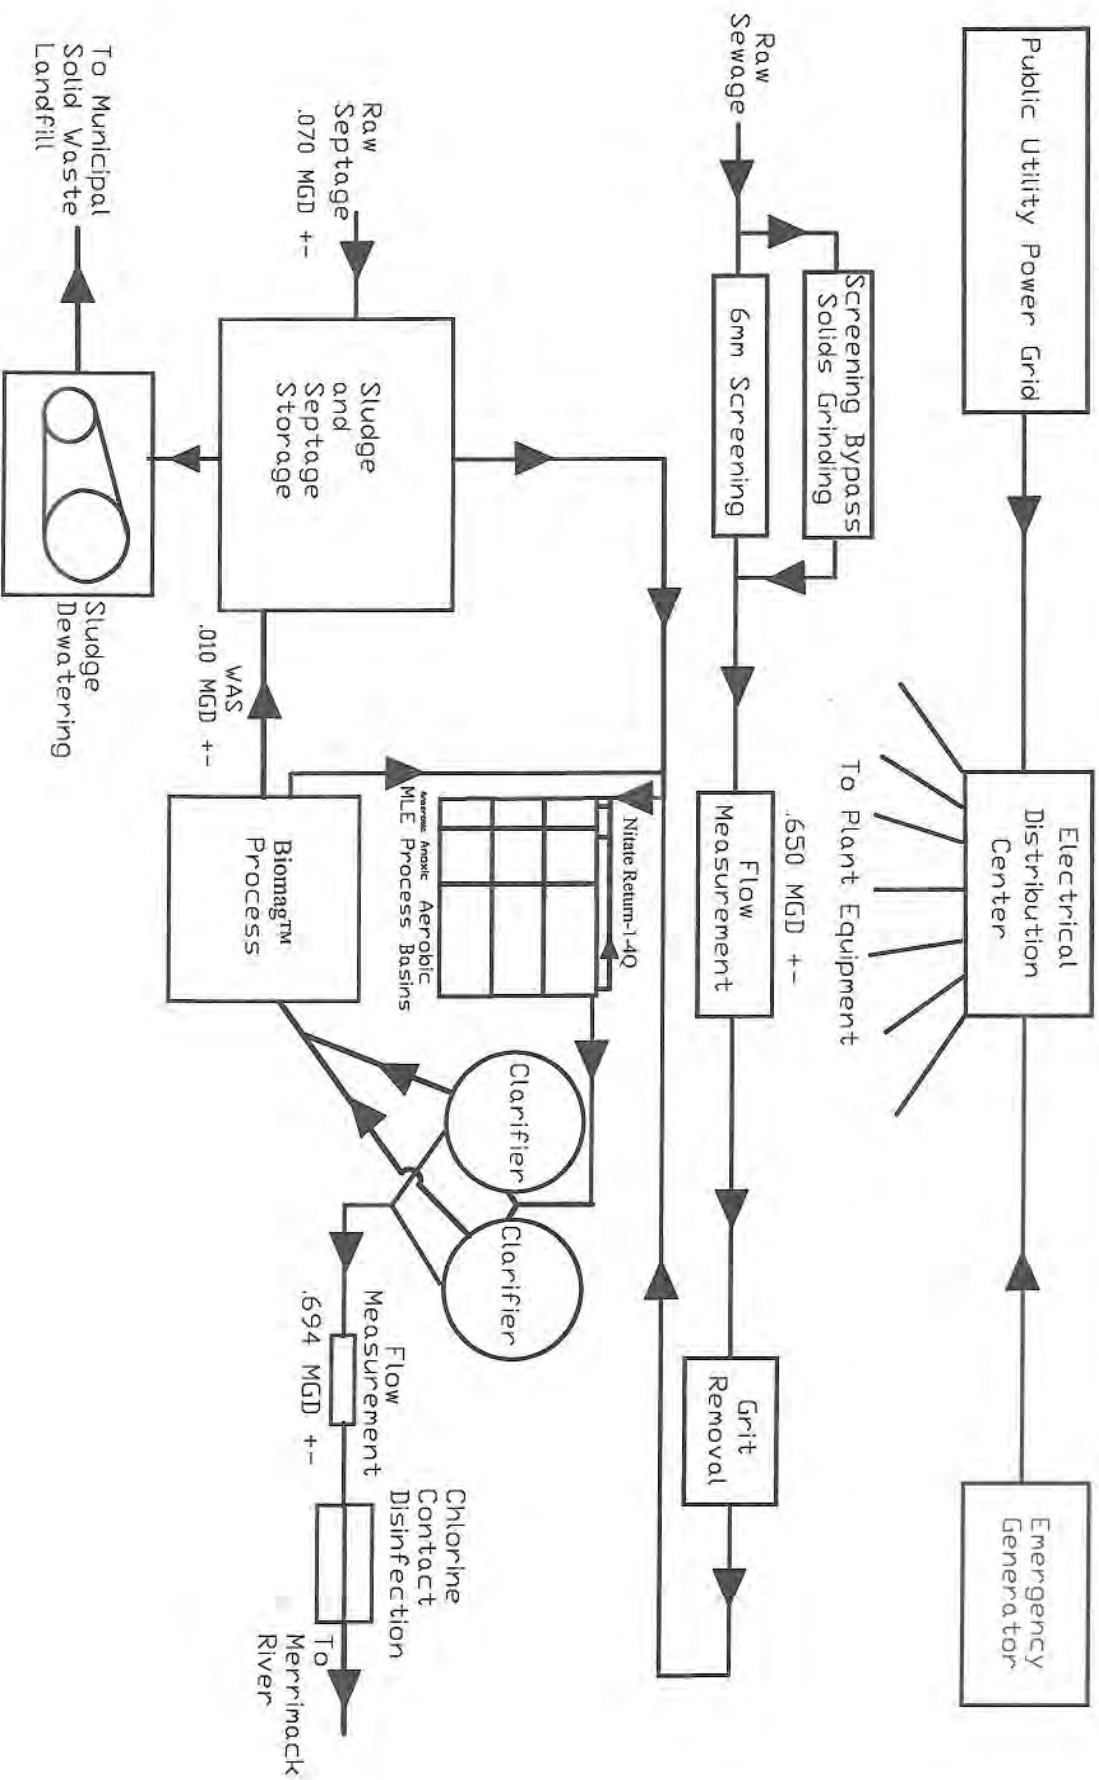 Public Utility Power Grid
Electrical
Distribution
Center
Emergency
Generator
To Plant Equipment
Raw
Sewage
Screening Bypass
Solids Grinding
6mm Screening
.650 MGD +-
Flow
Measurement
Grit
Removal
Raw
Septage
.070 MGD +-
Sludge
and
Septage
Storage
Nitate Return-1-4Q
Anaerobic Anoxic Aerobic
MLE Process Basins
Clarifier
Clarifier
WAS
.010 MGD +-
Biomag™
Process
Flow
Measurement
.694 MGD +-
Chlorine
Contact
Disinfection
To
Merrimack
River
To Municipal
Solid Waste
Landfill
Sludge
Dewatering